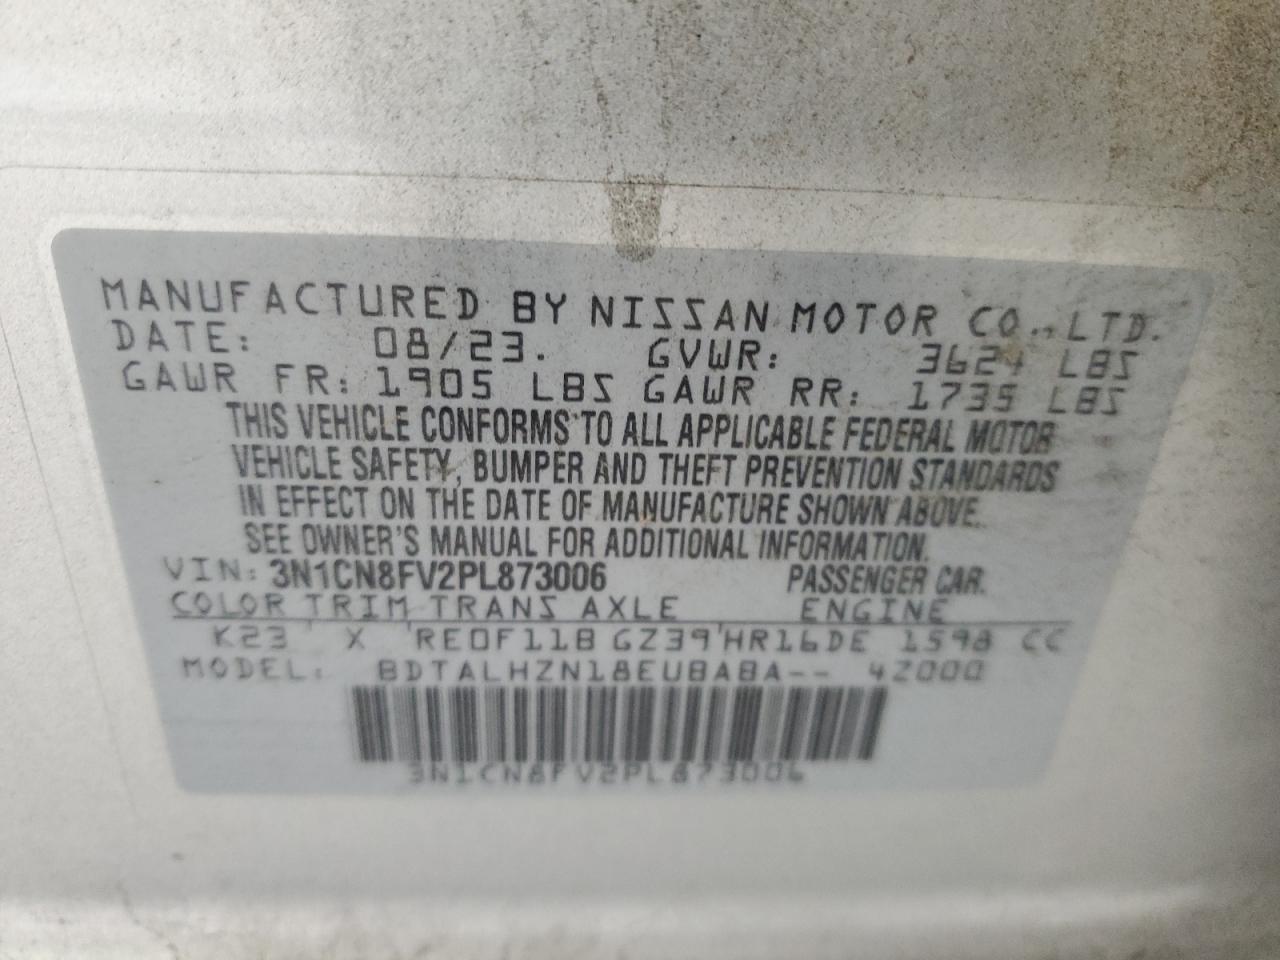 MANUFACTURED BY NISSAN MOTOR CO., LTD.
DATE: 08/23. GVWR: 3624 LBS
GAWR FR: 1905 LBS GAWR RR: 1735 LBS
THIS VEHICLE CONFORMS TO ALL APPLICABLE FEDERAL MOTOR
VEHICLE SAFETY, BUMPER AND THEFT PREVENTION STANDARDS
IN EFFECT ON THE DATE OF MANUFACTURE SHOWN ABOVE.
SEE OWNER'S MANUAL FOR ADDITIONAL INFORMATION.
VIN: 3N1CN8FV2PL873006 PASSENGER CAR.
COLOR TRIM TRANS AXLE ENGINE
K23 X RE0F11B GZ39 HR16DE 1598 CC
MODEL: BDTALHZN18EUBABA-- 42000
3N1CN8FV2PL873006